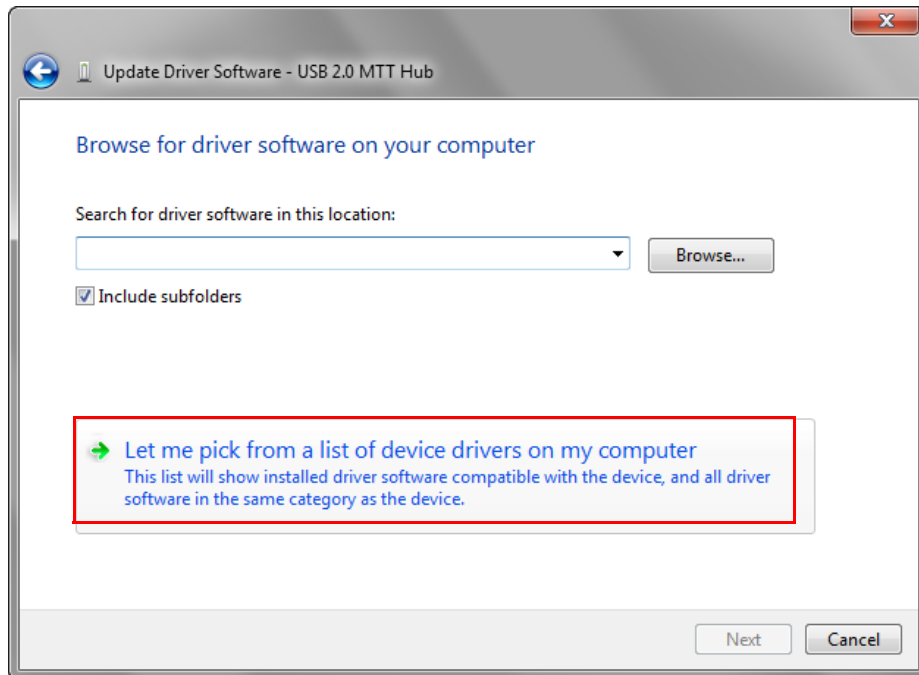 Update Driver Software - USB 2.0 MTT Hub
Browse for driver software on your computer
Search for driver software in this location:
Browse...
Include subfolders
Let me pick from a list of device drivers on my computer
This list will show installed driver software compatible with the device, and all driver
software in the same category as the device.
Next
Cancel